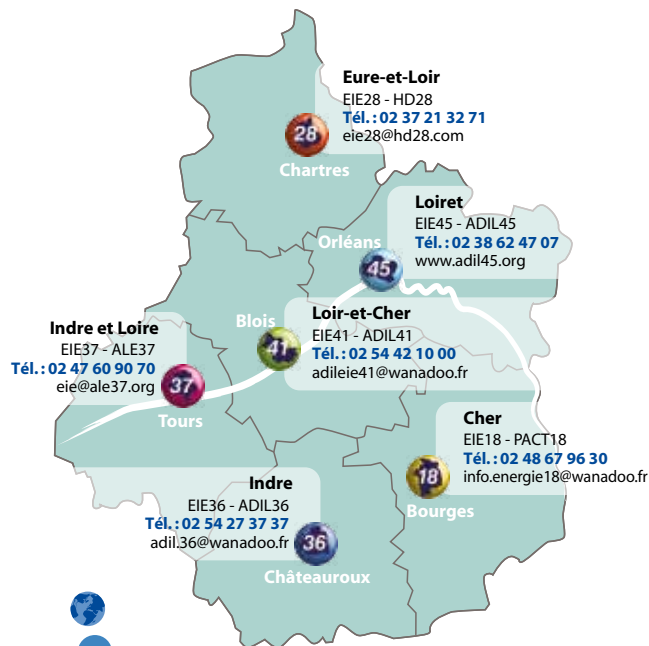 Eure-et-Loir
EIE28 - HD28
Tél. : 02 37 21 32 71
eie28@hd28.com
28
Chartres
Loiret
EIE45 - ADIL45
Tél. : 02 38 62 47 07
www.adil45.org
Orléans
45
Loir-et-Cher
EIE41 - ADIL41
Tél. : 02 54 42 10 00
adileie41@wanadoo.fr
Blois
41
Indre et Loire
EIE37 - ALE37
Tél. : 02 47 60 90 70
eie@ale37.org
37
Tours
Cher
EIE18 - PACT18
Tél. : 02 48 67 96 30
info.energie18@wanadoo.fr
18
Bourges
Indre
EIE36 - ADIL36
Tél. : 02 54 27 37 37
adil.36@wanadoo.fr
36
Châteauroux